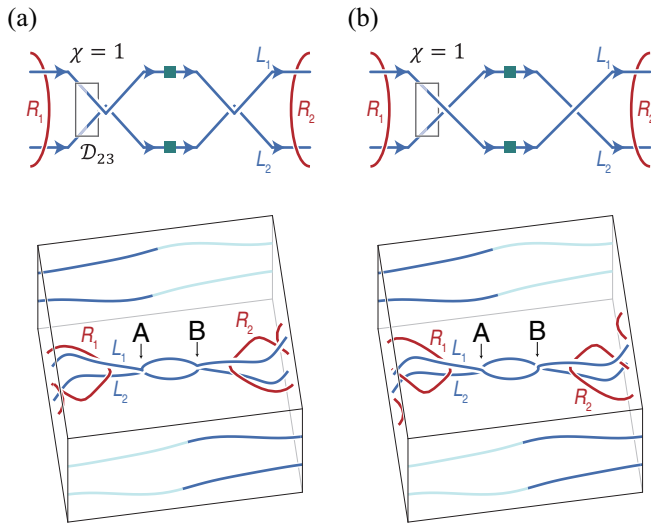 (a)
χ = 1
L₁
R₁
R₂
𝒟₂₃
L₂
A
B
R₁
L₁
R₂
L₂
(b)
χ = 1
L₁
R₁
R₂
L₂
A
B
R₁
L₁
L₂
R₂